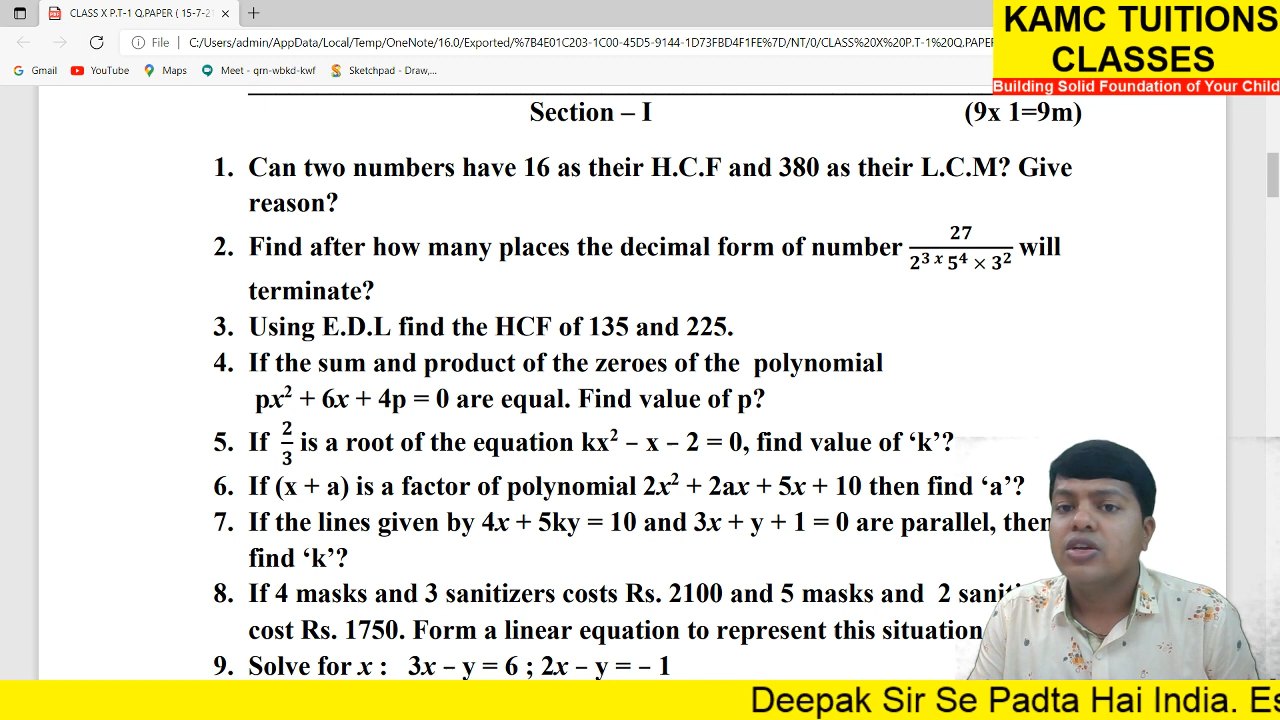 CLASS X P.T-1 Q.PAPER ( 15-7-2
File
C:/Users/admin/AppData/Local/Temp/OneNote/16.0/Exported/%7B4E01C203-1C00-45D5-9144-1D73FBD4F1FE%7D/NT/0/CLASS%20X%20P.T-1%20Q.PAPER
KAMC TUITIONS
CLASSES
Building Solid Foundation of Your Child
Gmail YouTube Maps Meet - qrn-wbkd-kwf Sketchpad - Draw,...
Section – I (9x 1=9m)
1. Can two numbers have 16 as their H.C.F and 380 as their L.C.M? Give
reason?
2. Find after how many places the decimal form of number 27/(2³ ˣ 5⁴ × 3²) will
terminate?
3. Using E.D.L find the HCF of 135 and 225.
4. If the sum and product of the zeroes of the polynomial
px² + 6x + 4p = 0 are equal. Find value of p?
5. If 2/3 is a root of the equation kx² – x – 2 = 0, find value of ‘k’?
6. If (x + a) is a factor of polynomial 2x² + 2ax + 5x + 10 then find ‘a’?
7. If the lines given by 4x + 5ky = 10 and 3x + y + 1 = 0 are parallel, then
find ‘k’?
8. If 4 masks and 3 sanitizers costs Rs. 2100 and 5 masks and 2 sani
cost Rs. 1750. Form a linear equation to represent this situation
9. Solve for x : 3x – y = 6 ; 2x – y = – 1
Deepak Sir Se Padta Hai India. Es